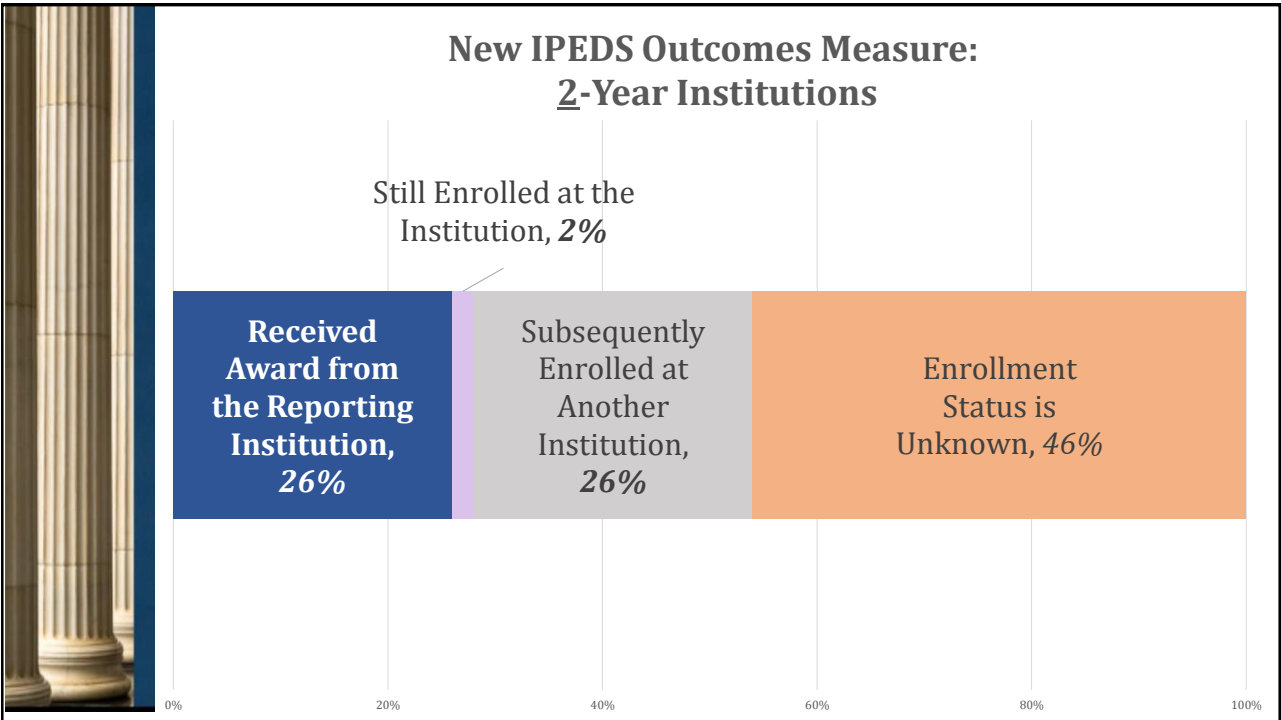 New IPEDS Outcomes Measure:
2-Year Institutions
Still Enrolled at the
Institution, 2%
Received
Award from
the Reporting
Institution,
26%
Subsequently
Enrolled at
Another
Institution,
26%
Enrollment
Status is
Unknown, 46%
0%
20%
40%
60%
80%
100%